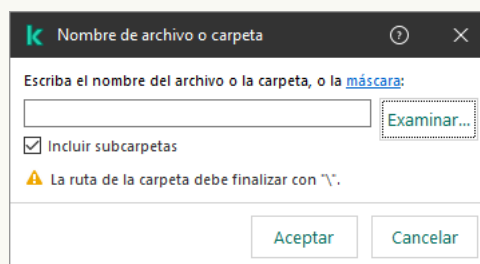 Nombre de archivo o carpeta
Escriba el nombre del archivo o la carpeta, o la máscara:
Examinar...
Incluir subcarpetas
La ruta de la carpeta debe finalizar con "\".
Aceptar Cancelar